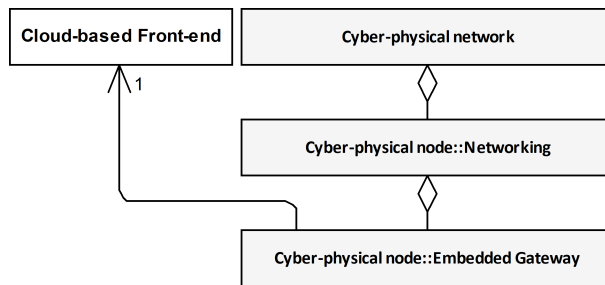 Cloud-based Front-end
Cyber-physical network
1
Cyber-physical node::Networking
Cyber-physical node::Embedded Gateway